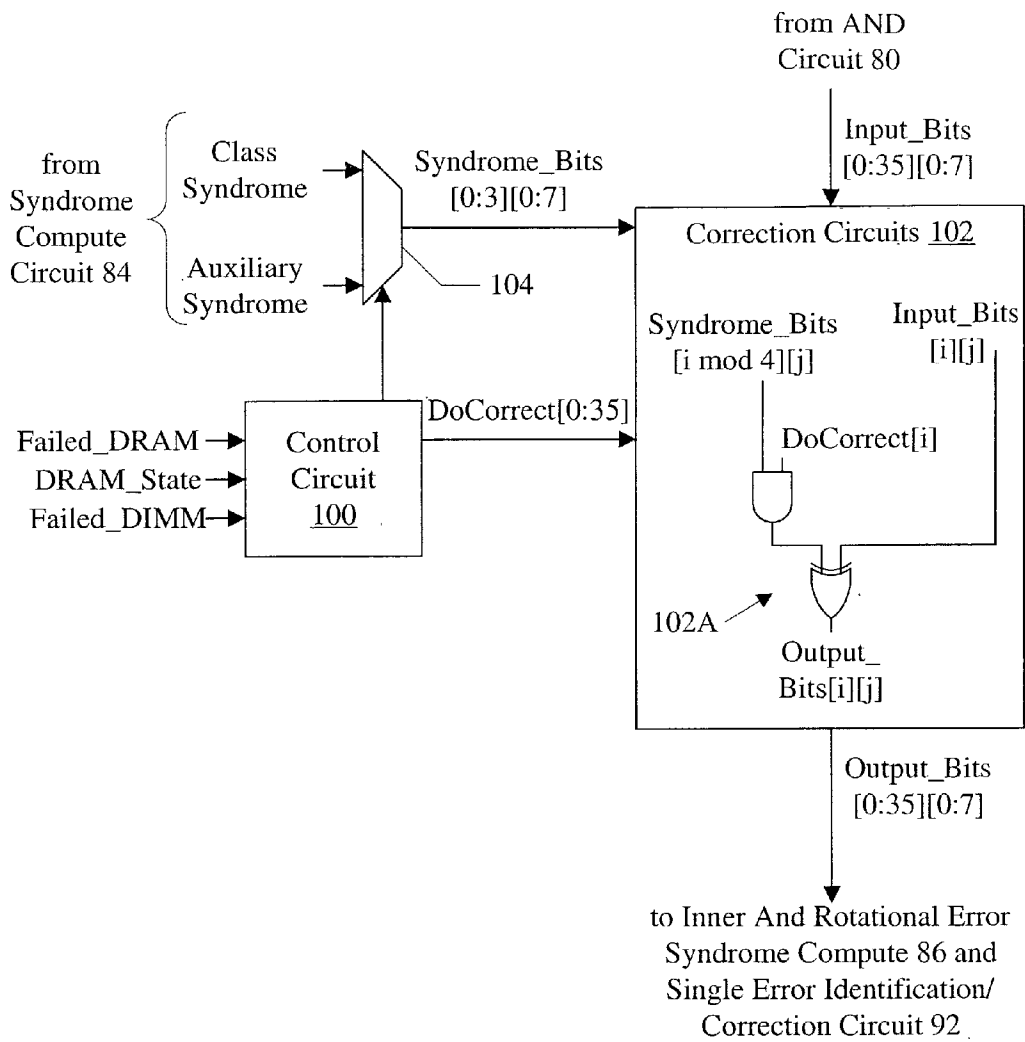 from AND
Circuit 80
Input_Bits
[0:35][0:7]
from
Syndrome
Compute
Circuit 84
Class
Syndrome
Auxiliary
Syndrome
Syndrome_Bits
[0:3][0:7]
104
Correction Circuits 102
Syndrome_Bits
[i mod 4][j]
Input_Bits
[i][j]
DoCorrect[i]
102A
Output_
Bits[i][j]
Failed_DRAM
DRAM_State
Failed_DIMM
Control
Circuit
100
DoCorrect[0:35]
Output_Bits
[0:35][0:7]
to Inner And Rotational Error
Syndrome Compute 86 and
Single Error Identification/
Correction Circuit 92